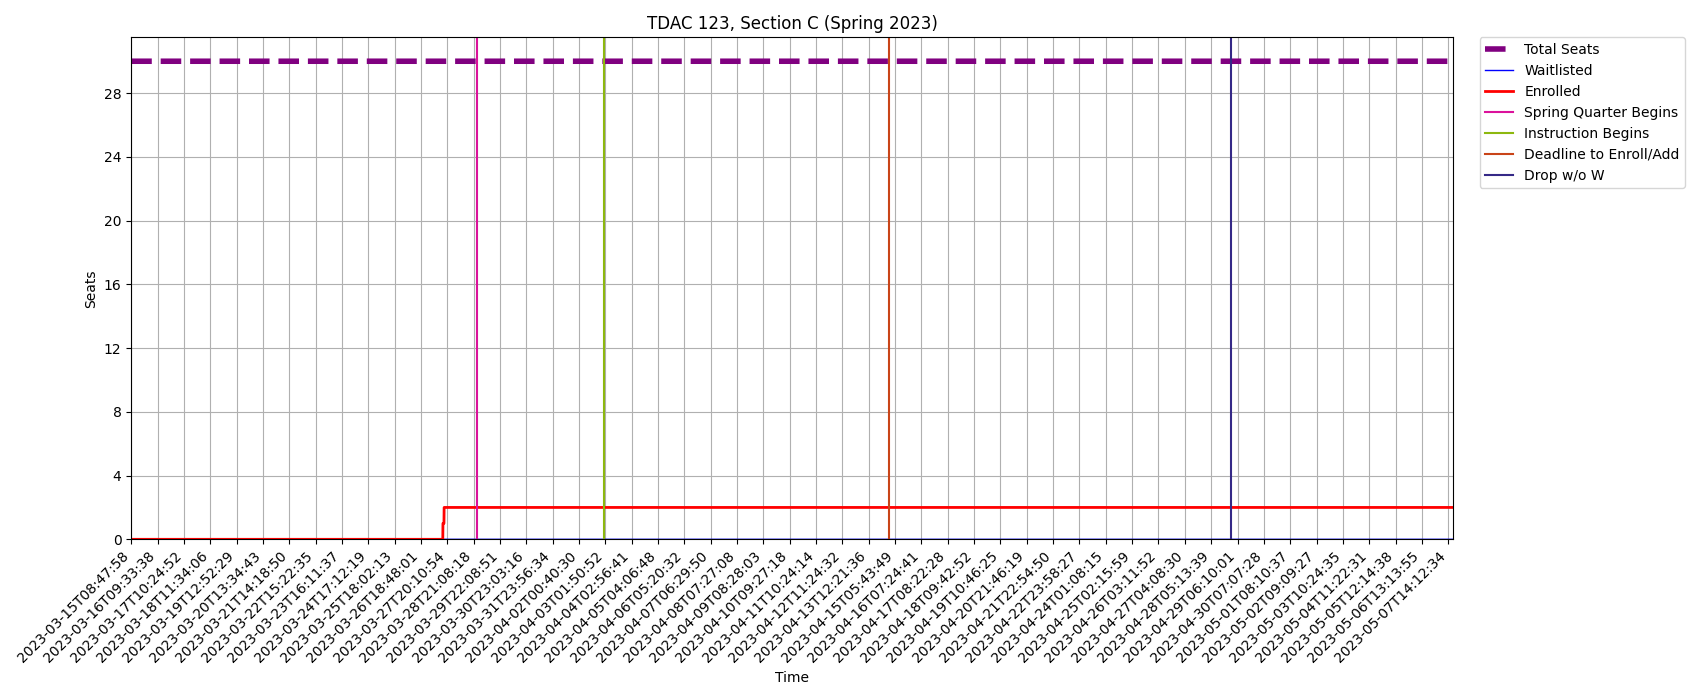 TDAC 123, Section C (Spring 2023)
Total Seats
Waitlisted
Enrolled
Spring Quarter Begins
Instruction Begins
Deadline to Enroll/Add
Drop w/o W
Seats
28
24
20
16
12
8
4
0
2023-03-15T08:47:58
2023-03-16T09:33:38
2023-03-17T10:24:52
2023-03-18T11:34:06
2023-03-19T12:52:29
2023-03-20T13:34:43
2023-03-21T14:18:50
2023-03-22T15:22:35
2023-03-23T16:11:37
2023-03-24T17:12:19
2023-03-25T18:02:13
2023-03-26T18:48:01
2023-03-27T20:10:54
2023-03-28T21:08:18
2023-03-29T22:08:51
2023-03-30T23:03:16
2023-03-31T23:56:34
2023-04-02T00:40:30
2023-04-03T01:50:52
2023-04-04T02:56:41
2023-04-05T04:06:48
2023-04-06T05:20:32
2023-04-07T06:29:50
2023-04-08T07:27:08
2023-04-09T08:28:03
2023-04-10T09:27:18
2023-04-11T10:24:14
2023-04-12T11:24:32
2023-04-13T12:21:36
2023-04-15T05:43:49
2023-04-16T07:24:41
2023-04-17T08:22:28
2023-04-18T09:42:52
2023-04-19T10:46:25
2023-04-20T21:46:19
2023-04-21T22:54:50
2023-04-22T23:58:27
2023-04-24T01:08:15
2023-04-25T02:15:59
2023-04-26T03:11:52
2023-04-27T04:08:30
2023-04-28T05:13:39
2023-04-29T06:10:01
2023-04-30T07:07:28
2023-05-01T08:10:37
2023-05-02T09:09:27
2023-05-03T10:24:35
2023-05-04T11:22:31
2023-05-05T12:14:38
2023-05-06T13:13:55
2023-05-07T14:12:34
Time